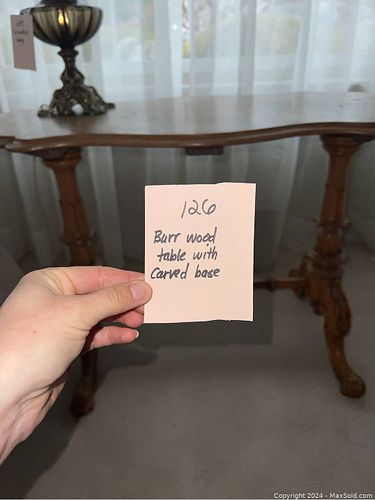 126
Burr wood
table with
Carved base
Copyright 2024 - MaxSold.com